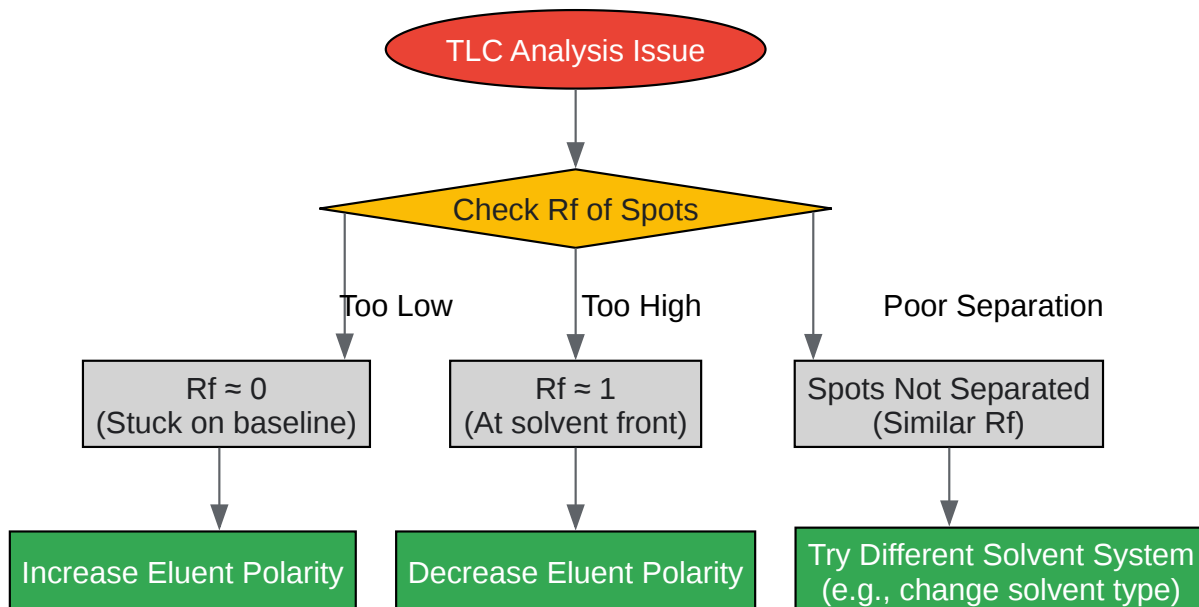 TLC Analysis Issue
Check Rf of Spots
Too Low
Too High
Poor Separation
Rf ≈ 0
(Stuck on baseline)
Rf ≈ 1
(At solvent front)
Spots Not Separated
(Similar Rf)
Increase Eluent Polarity
Decrease Eluent Polarity
Try Different Solvent System
(e.g., change solvent type)